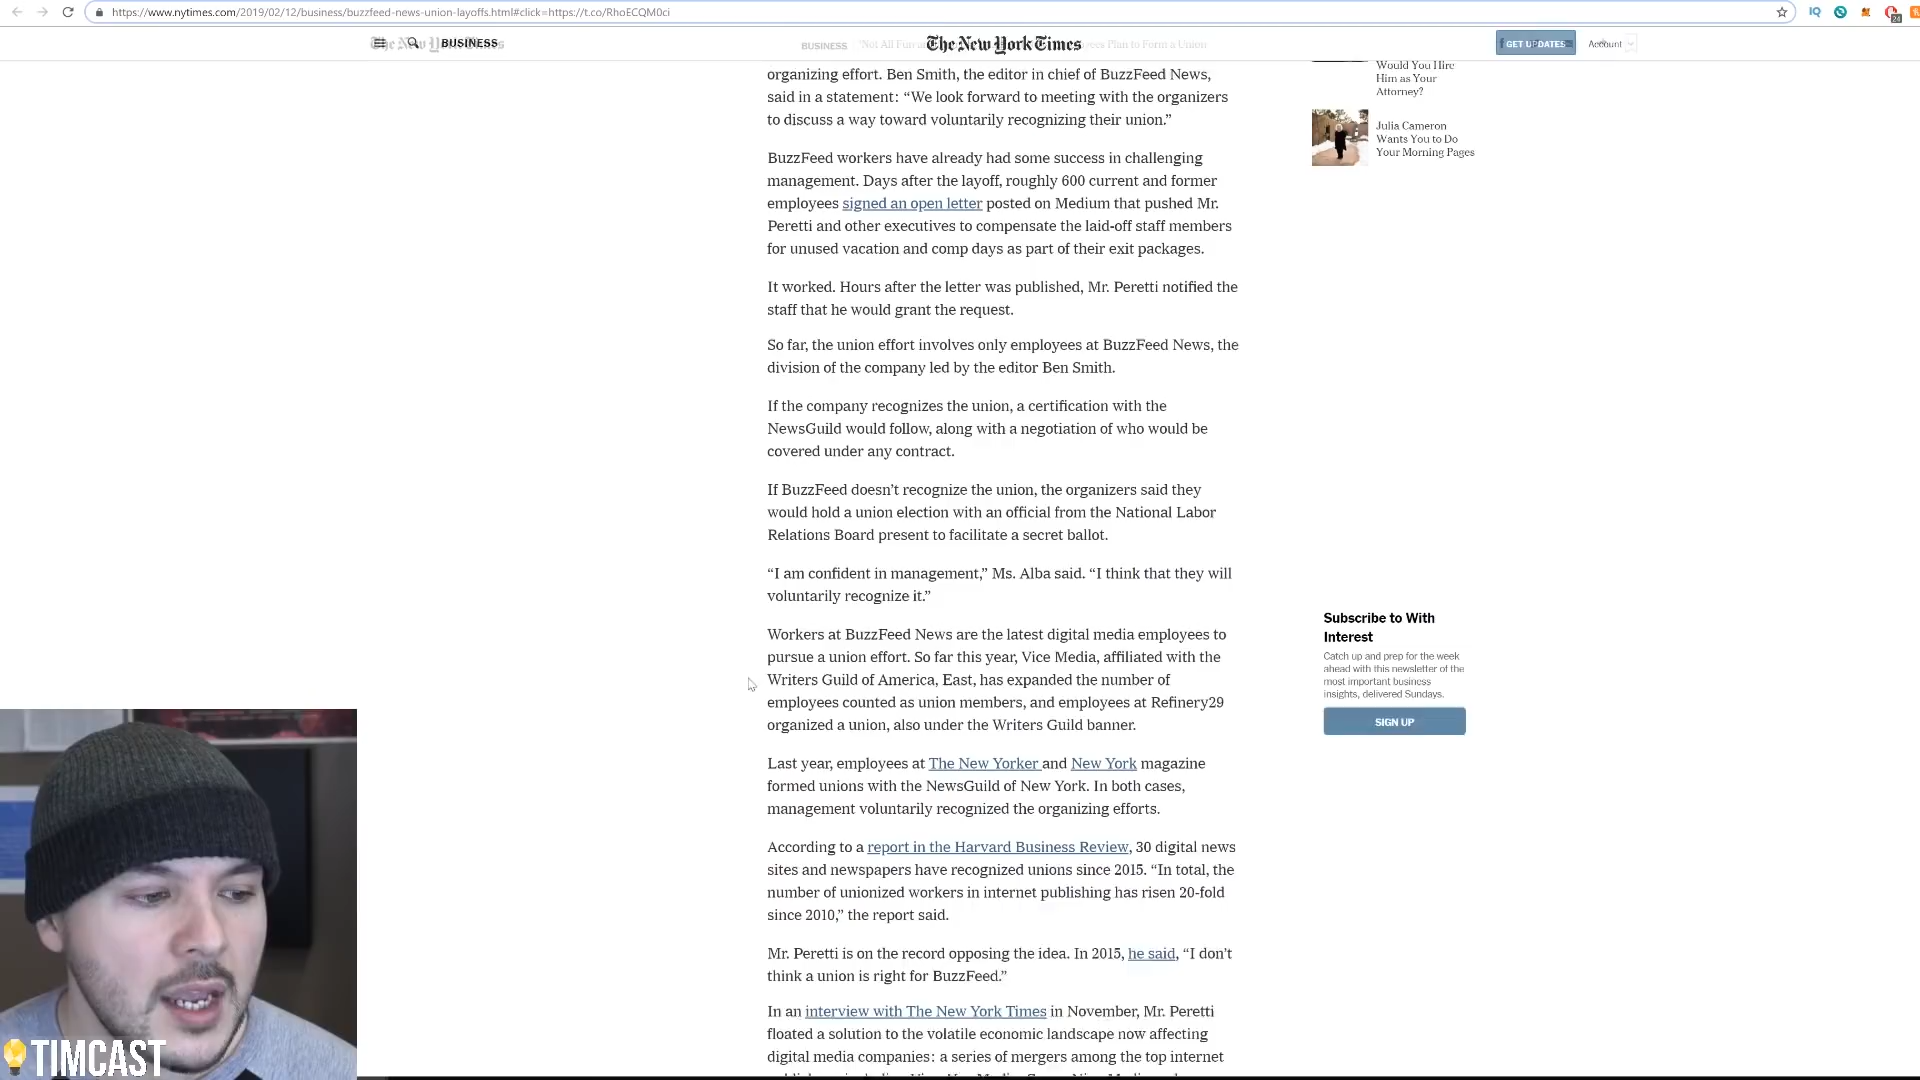 https://www.nytimes.com/2019/02/12/business/buzzfeed-news-union-layoffs.html#click=https://t.co/RhoECQM0ci
BUSINESS
BUSINESS
The New York Times
GET UPDATES
Account
organizing effort. Ben Smith, the editor in chief of BuzzFeed News,
said in a statement: “We look forward to meeting with the organizers
to discuss a way toward voluntarily recognizing their union.”
BuzzFeed workers have already had some success in challenging
management. Days after the layoff, roughly 600 current and former
employees signed an open letter posted on Medium that pushed Mr.
Peretti and other executives to compensate the laid-off staff members
for unused vacation and comp days as part of their exit packages.
It worked. Hours after the letter was published, Mr. Peretti notified the
staff that he would grant the request.
So far, the union effort involves only employees at BuzzFeed News, the
division of the company led by the editor Ben Smith.
If the company recognizes the union, a certification with the
NewsGuild would follow, along with a negotiation of who would be
covered under any contract.
If BuzzFeed doesn’t recognize the union, the organizers said they
would hold a union election with an official from the National Labor
Relations Board present to facilitate a secret ballot.
“I am confident in management,” Ms. Alba said. “I think that they will
voluntarily recognize it.”
Workers at BuzzFeed News are the latest digital media employees to
pursue a union effort. So far this year, Vice Media, affiliated with the
Writers Guild of America, East, has expanded the number of
employees counted as union members, and employees at Refinery29
organized a union, also under the Writers Guild banner.
Last year, employees at The New Yorker and New York magazine
formed unions with the NewsGuild of New York. In both cases,
management voluntarily recognized the organizing efforts.
According to a report in the Harvard Business Review, 30 digital news
sites and newspapers have recognized unions since 2015. “In total, the
number of unionized workers in internet publishing has risen 20-fold
since 2010,” the report said.
Mr. Peretti is on the record opposing the idea. In 2015, he said, “I don’t
think a union is right for BuzzFeed.”
In an interview with The New York Times in November, Mr. Peretti
floated a solution to the volatile economic landscape now affecting
digital media companies: a series of mergers among the top internet
Would You Hire
Him as Your
Attorney?
Julia Cameron
Wants You to Do
Your Morning Pages
Subscribe to With
Interest
Catch up and prep for the week
ahead with this newsletter of the
most important business
insights, delivered Sundays.
SIGN UP
TIMCAST